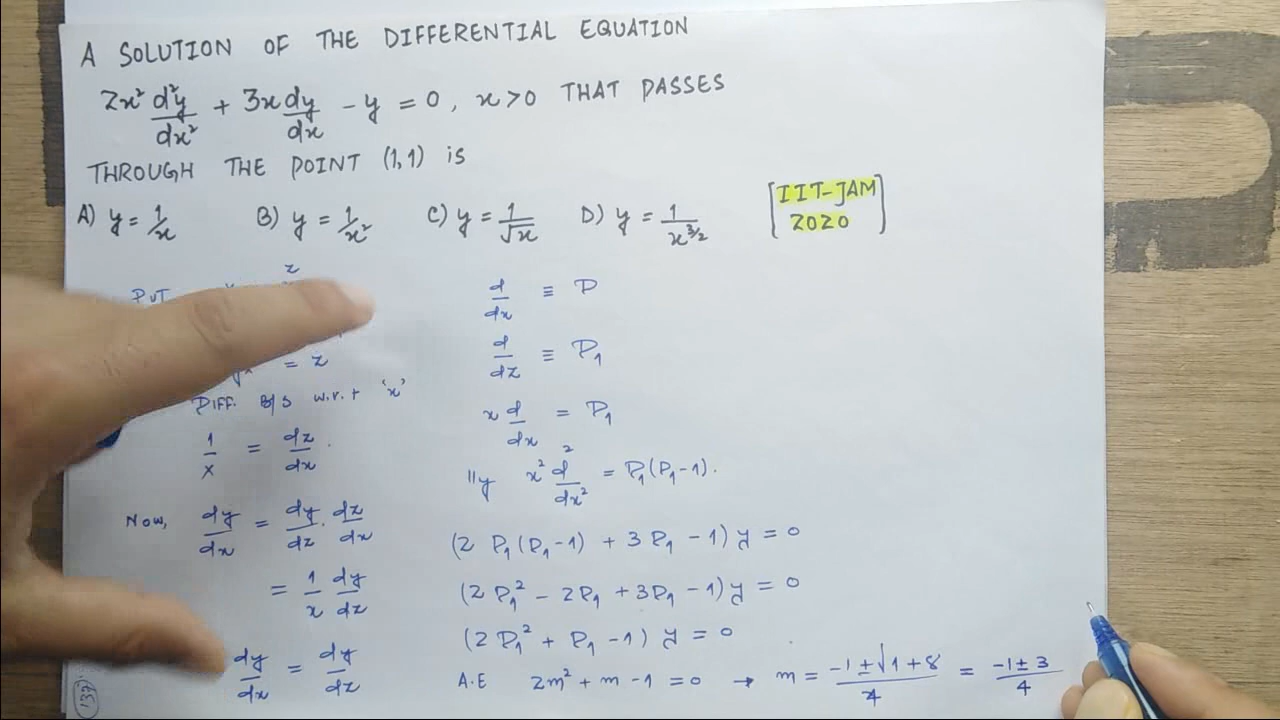 A SOLUTION OF THE DIFFERENTIAL EQUATION
2x² d²y/dx² + 3x dy/dx - y = 0, x>0 THAT PASSES
THROUGH THE POINT (1,1) is
A) y = 1/x B) y = 1/x² C) y = 1/√x D) y = 1/x^(3/2) [IIT-JAM 2020]
PUT
z
= z
DIFF. B/S w.r.t 'x'
1/x = dz/dx.
Now, dy/dx = dy/dz . dz/dx
= 1/x dy/dz
dy/dx = dy/dz
137.
d/dx ≡ D
d/dz ≡ D₁
x d/dx = D₁
lly x² d²/dx² = D₁(D₁-1).
(2 D₁(D₁-1) + 3 D₁ - 1) y = 0
(2 D₁² - 2D₁ + 3D₁ - 1) y = 0
(2 D₁² + D₁ - 1) y = 0
A.E 2m² + m - 1 = 0 → m = (-1 ± √1+8)/4 = (-1 ± 3)/4